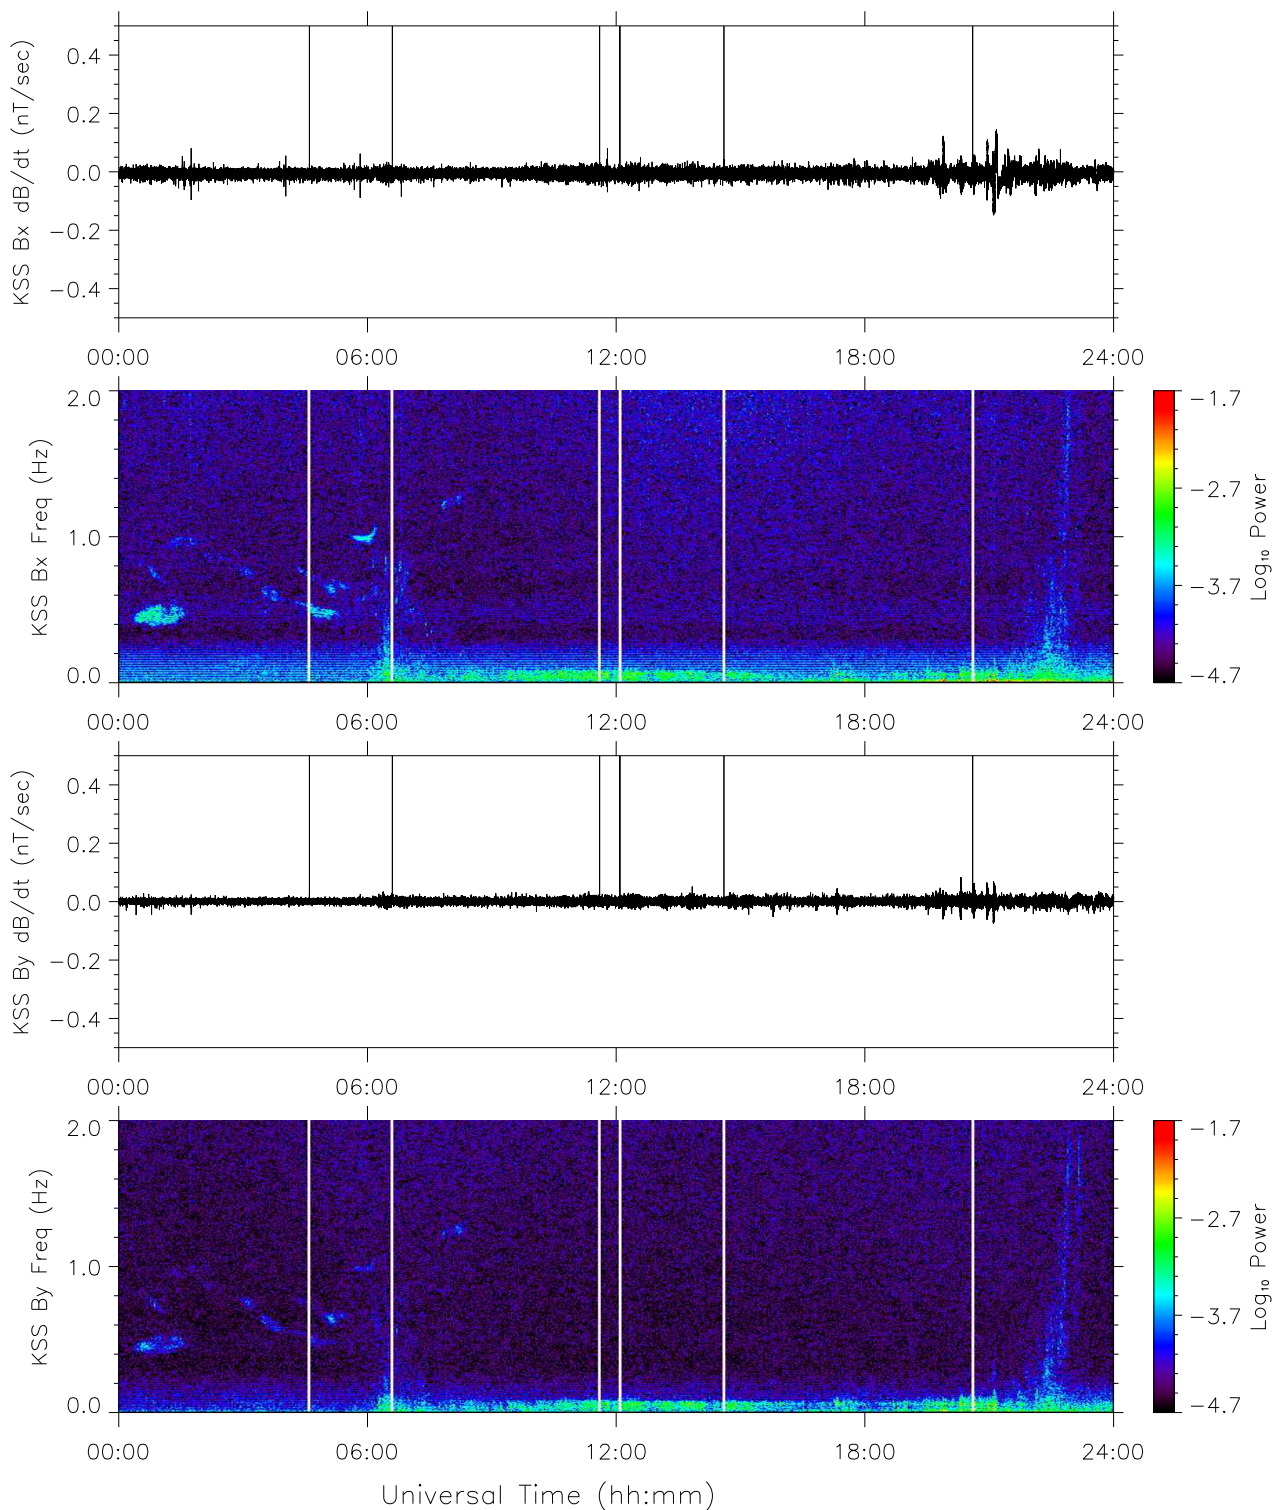 KSS Bx dB/dt (nT/sec)
0.4
0.2
0.0
−0.2
−0.4
00:00 06:00 12:00 18:00 24:00
KSS Bx Freq (Hz)
2.0
1.0
0.0
−1.7
−2.7
−3.7
−4.7
Log₁₀ Power
00:00 06:00 12:00 18:00 24:00
KSS By dB/dt (nT/sec)
0.4
0.2
0.0
−0.2
−0.4
00:00 06:00 12:00 18:00 24:00
KSS By Freq (Hz)
2.0
1.0
0.0
−1.7
−2.7
−3.7
−4.7
Log₁₀ Power
00:00 06:00 12:00 18:00 24:00
Universal Time (hh:mm)